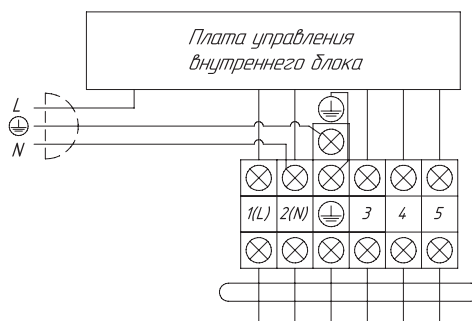 Плата управления
внутреннего блока
L
N
1(L) 2(N) 3 4 5